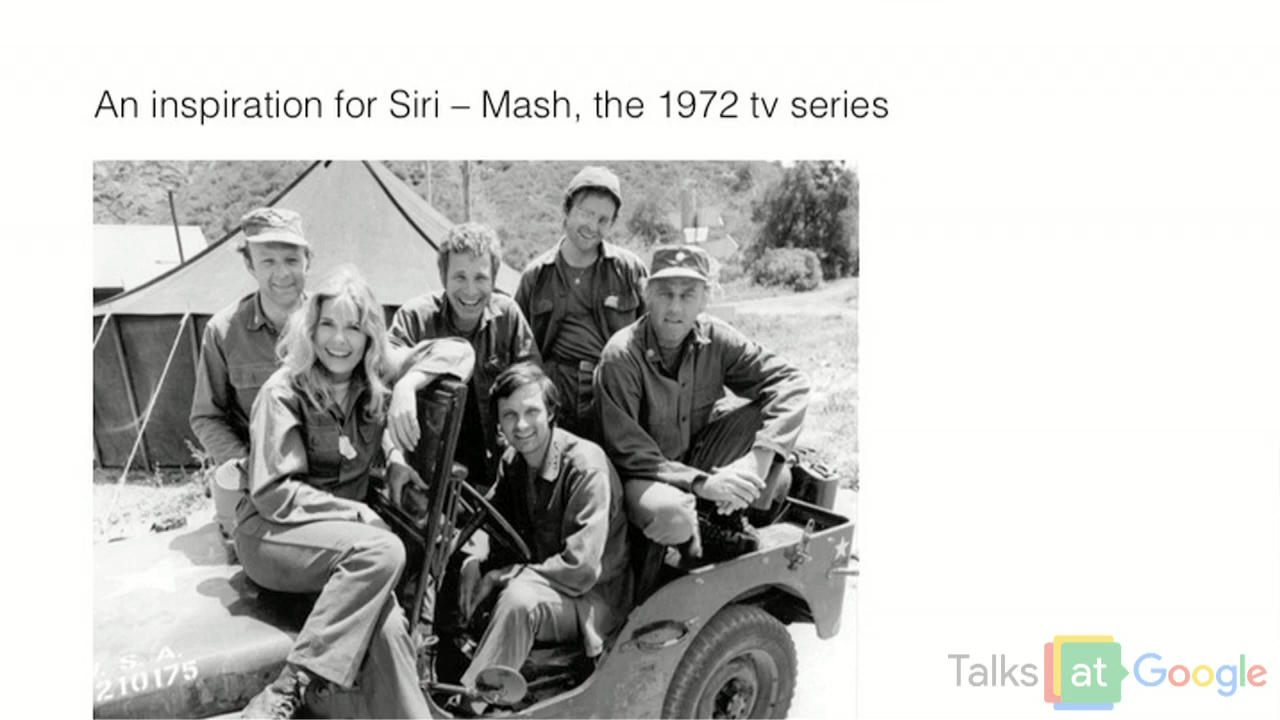 An inspiration for Siri – Mash, the 1972 tv series
U. S. A.
210175
Talks at Google